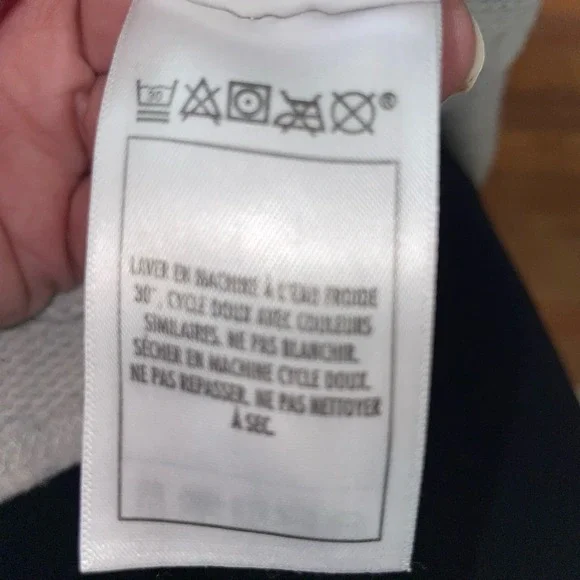 30
®
LAVER EN MACHINE À L'EAU FROIDE
30°, CYCLE DOUX AVEC COULEURS
SIMILAIRES. NE PAS BLANCHIR.
SÉCHER EN MACHINE CYCLE DOUX.
NE PAS REPASSER. NE PAS NETTOYER
À SEC.